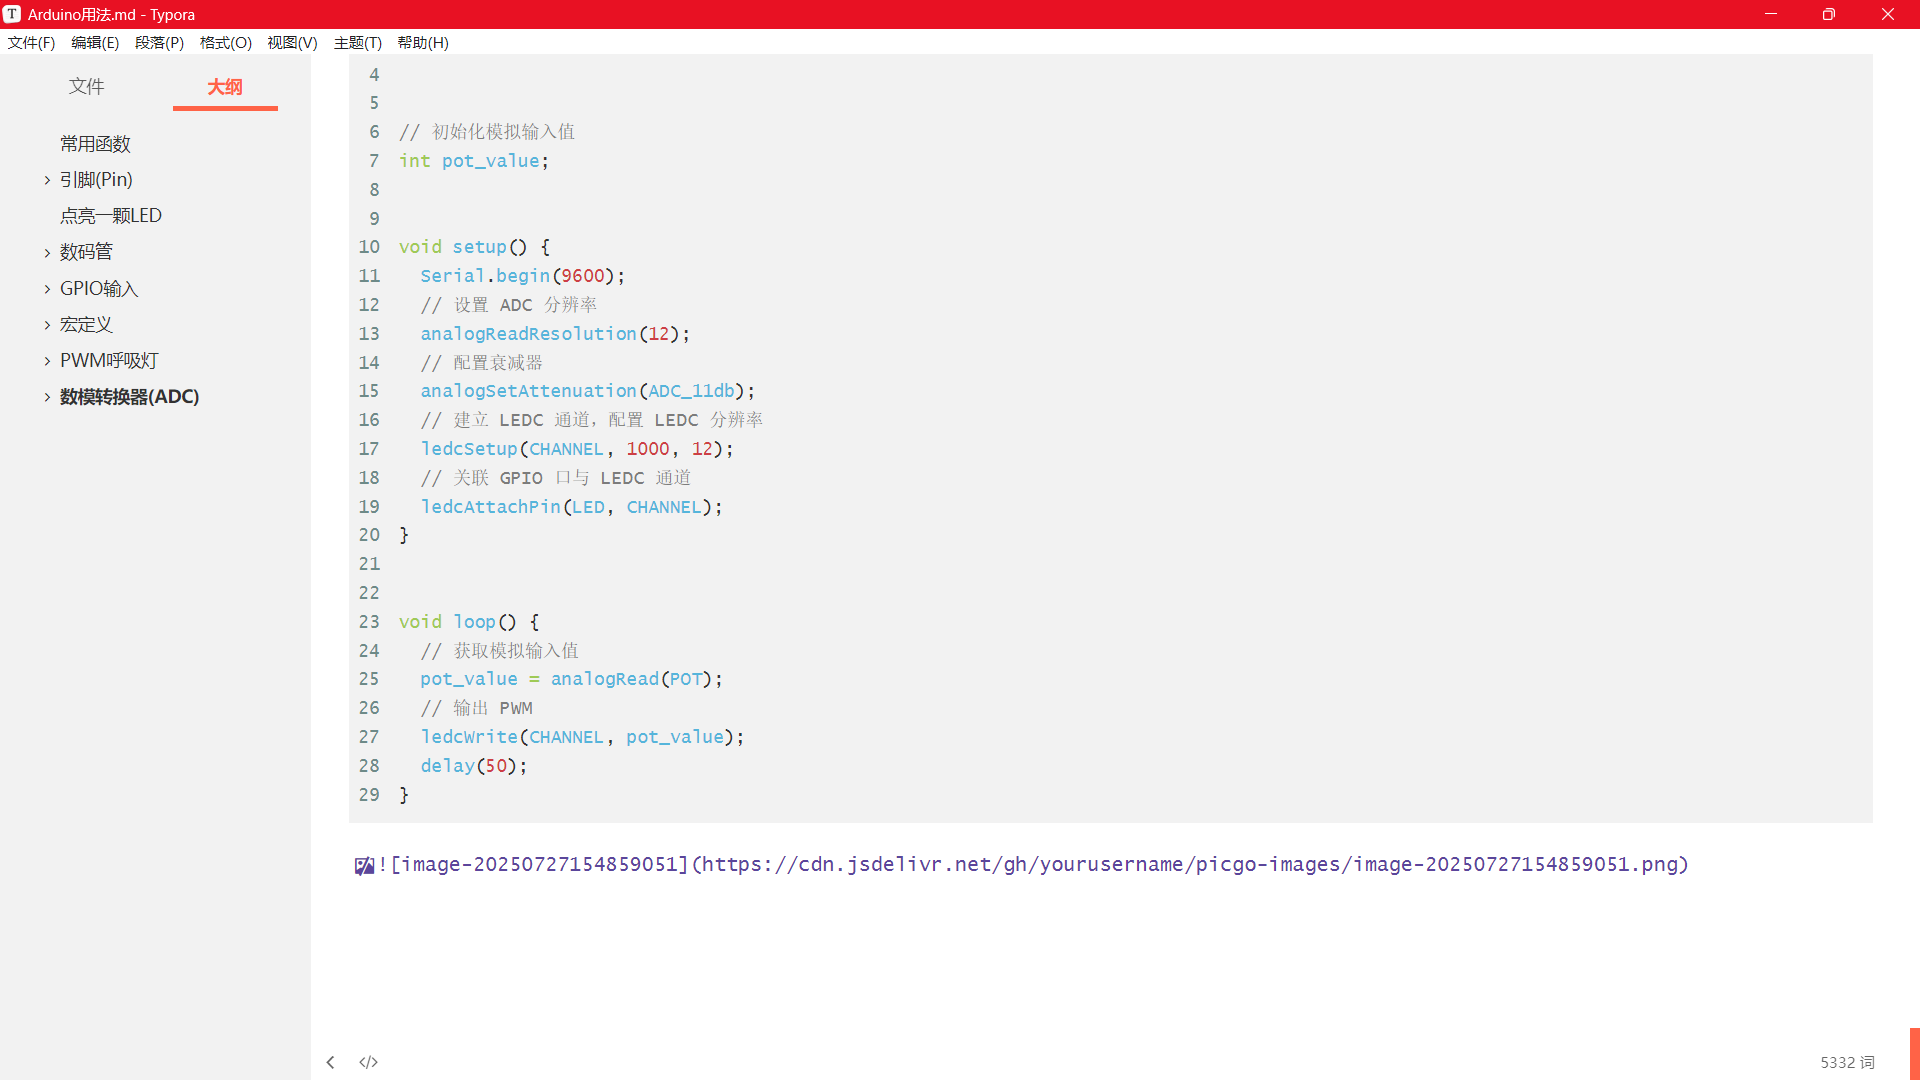 Arduino用法.md - Typora
文件(F) 编辑(E) 段落(P) 格式(O) 视图(V) 主题(T) 帮助(H)
文件 大纲
常用函数
引脚(Pin)
点亮一颗LED
数码管
GPIO输入
宏定义
PWM呼吸灯
数模转换器(ADC)
4
5
6 // 初始化模拟输入值
7 int pot_value;
8
9
10 void setup() {
11 Serial.begin(9600);
12 // 设置 ADC 分辨率
13 analogReadResolution(12);
14 // 配置衰减器
15 analogSetAttenuation(ADC_11db);
16 // 建立 LEDC 通道，配置 LEDC 分辨率
17 ledcSetup(CHANNEL, 1000, 12);
18 // 关联 GPIO 口与 LEDC 通道
19 ledcAttachPin(LED, CHANNEL);
20 }
21
22
23 void loop() {
24 // 获取模拟输入值
25 pot_value = analogRead(POT);
26 // 输出 PWM
27 ledcWrite(CHANNEL, pot_value);
28 delay(50);
29 }
![image-20250727154859051](https://cdn.jsdelivr.net/gh/yourusername/picgo-images/image-20250727154859051.png)
5332 词